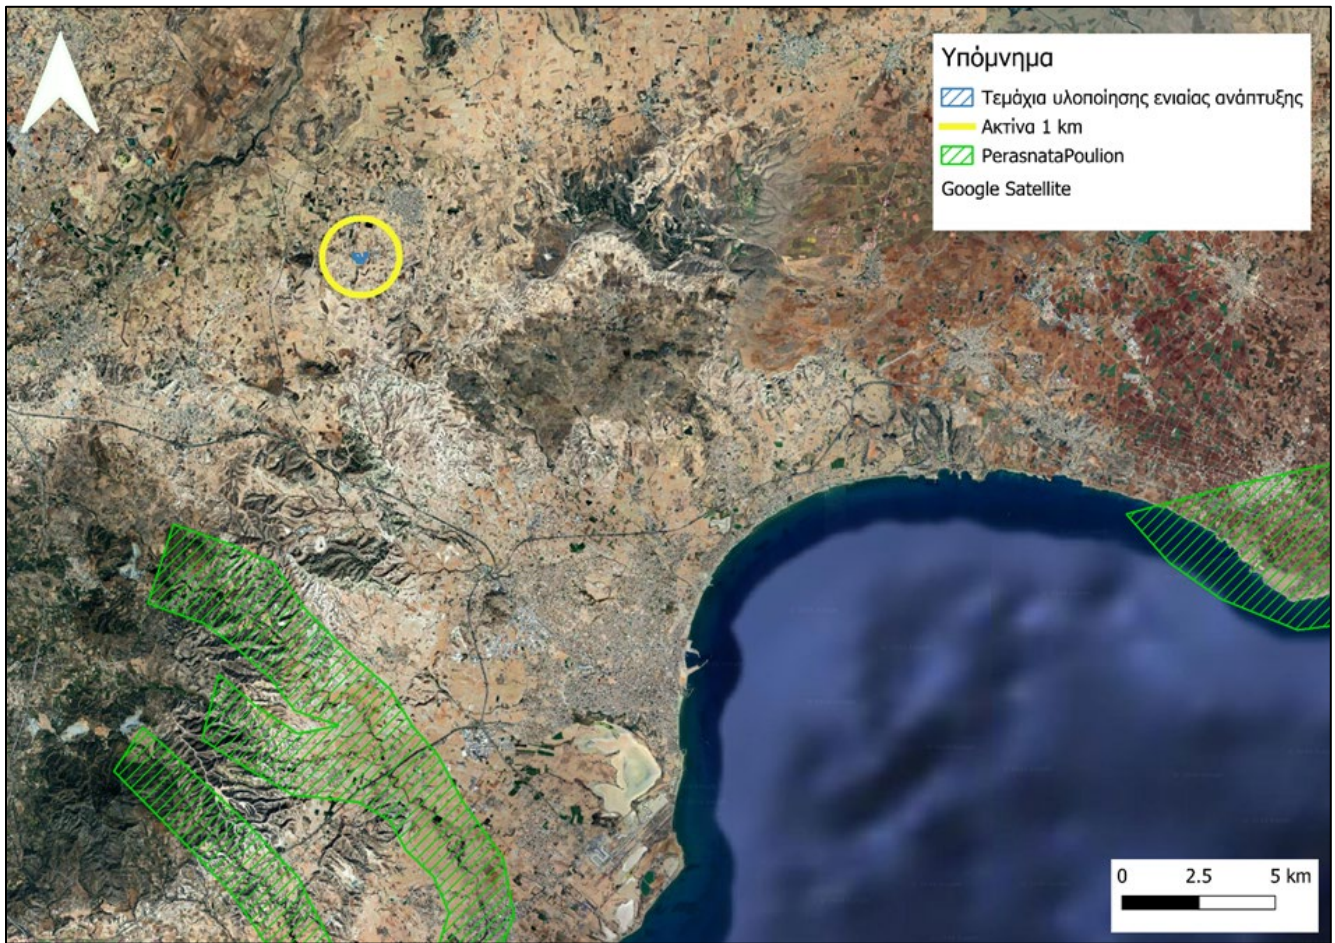 Υπόμνημα
Τεμάχια υλοποίησης ενιαίας ανάπτυξης
Ακτίνα 1 km
PerasnataPoulion
Google Satellite
0 2.5 5 km